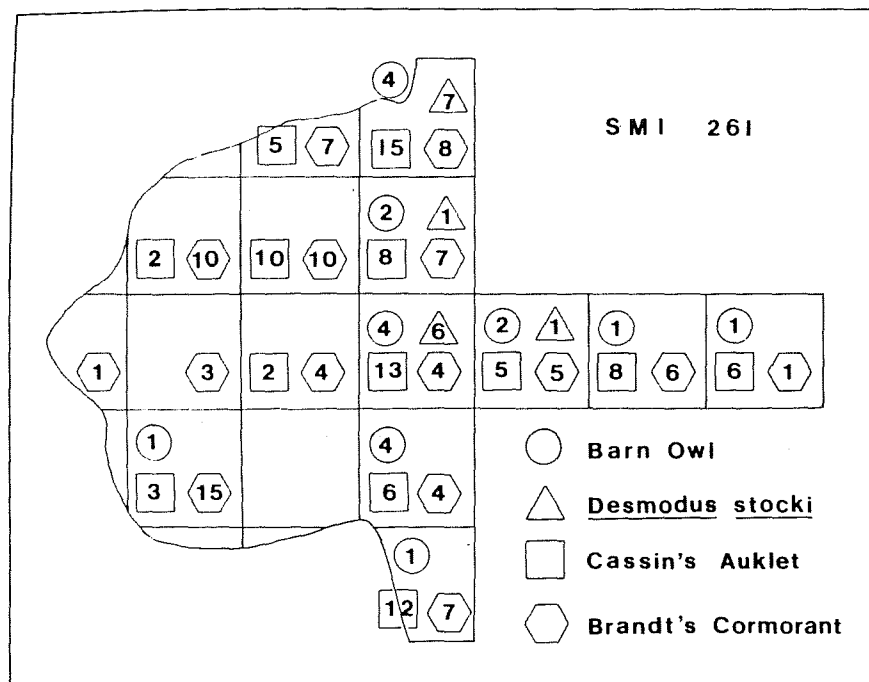 4
7
SMI 261
5 7 15 8
2 1
2 10 10 10 8 7
4 6 2 1 1 1
1 3 2 4 13 4 5 5 8 6 6 1
1 4
Barn Owl
3 15 6 4
Desmodus stocki
1
Cassin's Auklet
12 7
Brandt's Cormorant